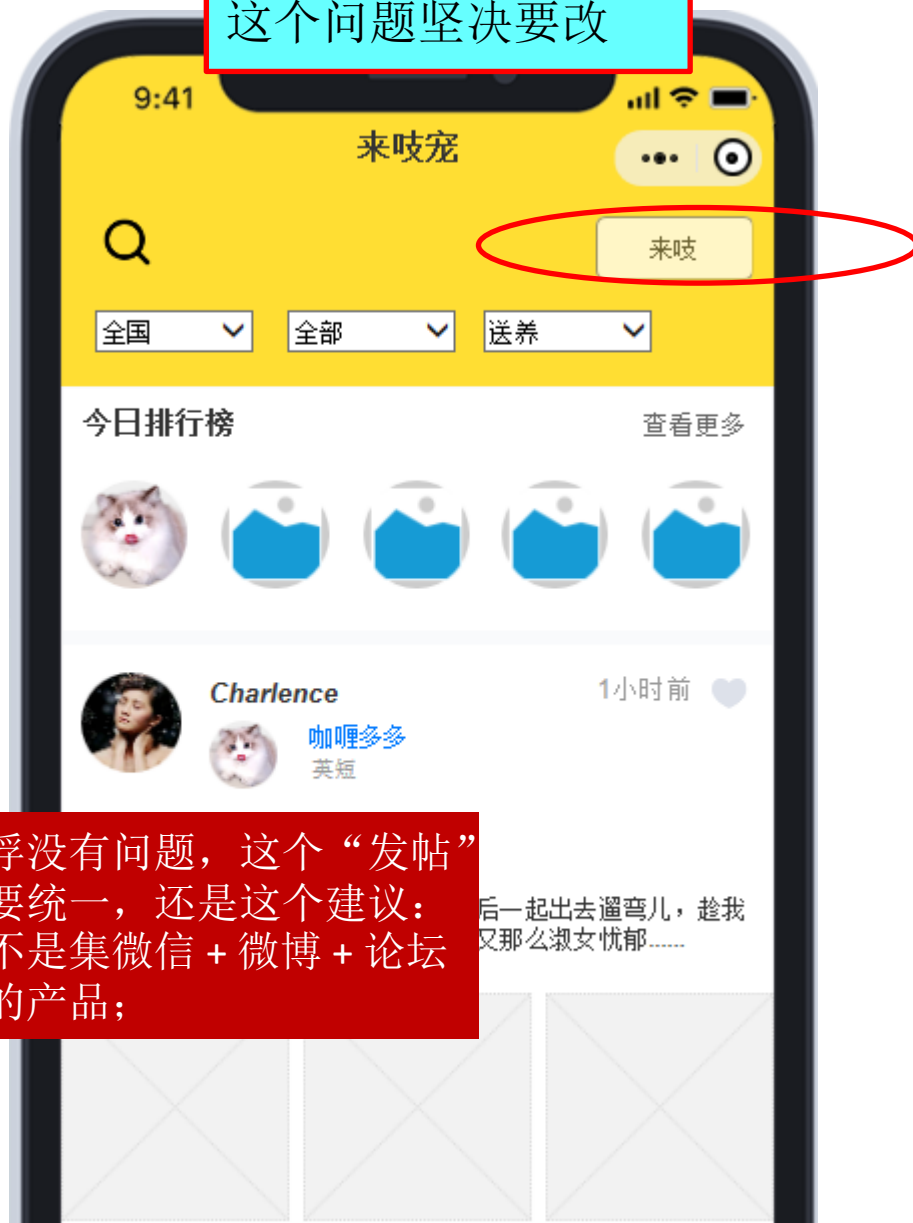 这个问题坚决要改
9:41
来吱宠
来吱
全国
全部
送养
今日排行榜
查看更多
Charlence
1小时前
咖喱多多
英短
浮没有问题，这个“发帖”
要统一，还是这个建议：
不是集微信+微博+论坛
的产品；
后一起出去遛弯儿，趁我
又那么淑女忧郁......